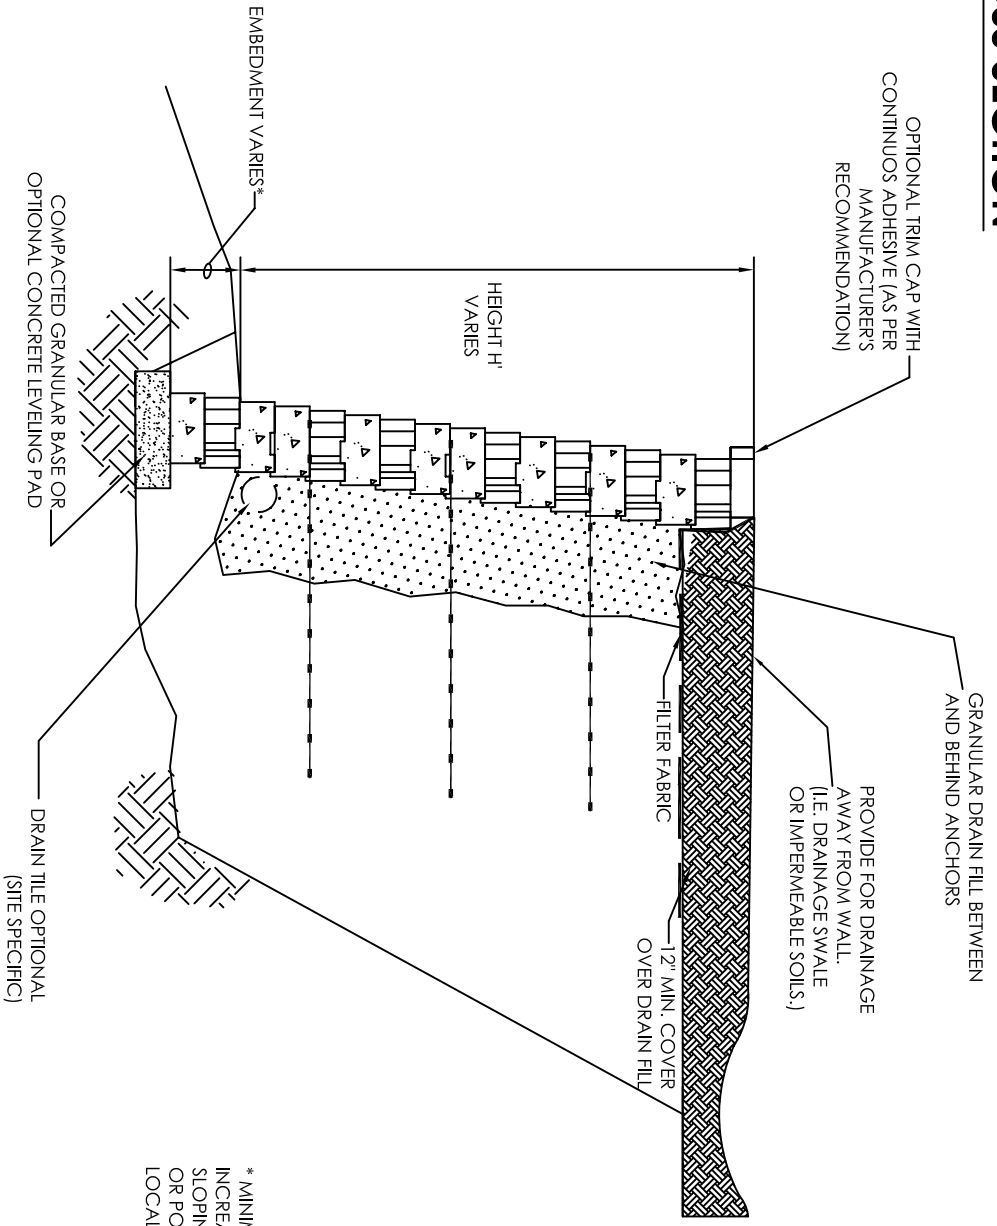 OPTIONAL TRIM CAP WITH
CONTINUOS ADHESIVE (AS PER
MANUFACTURER'S
RECOMMENDATION)
GRANULAR DRAIN FILL BETWEEN
AND BEHIND ANCHORS
PROVIDE FOR DRAINAGE
AWAY FROM WALL.
(I.E. DRAINAGE SWALE
OR IMPERMEABLE SOILS.)
HEIGHT H'
VARIES
FILTER FABRIC
12" MIN. COVER
OVER DRAIN FILL
EMBEDMENT VARIES*
COMPACTED GRANULAR BASE OR
OPTIONAL CONCRETE LEVELING PAD
DRAIN TILE OPTIONAL
(SITE SPECIFIC)
OR
LOCAL